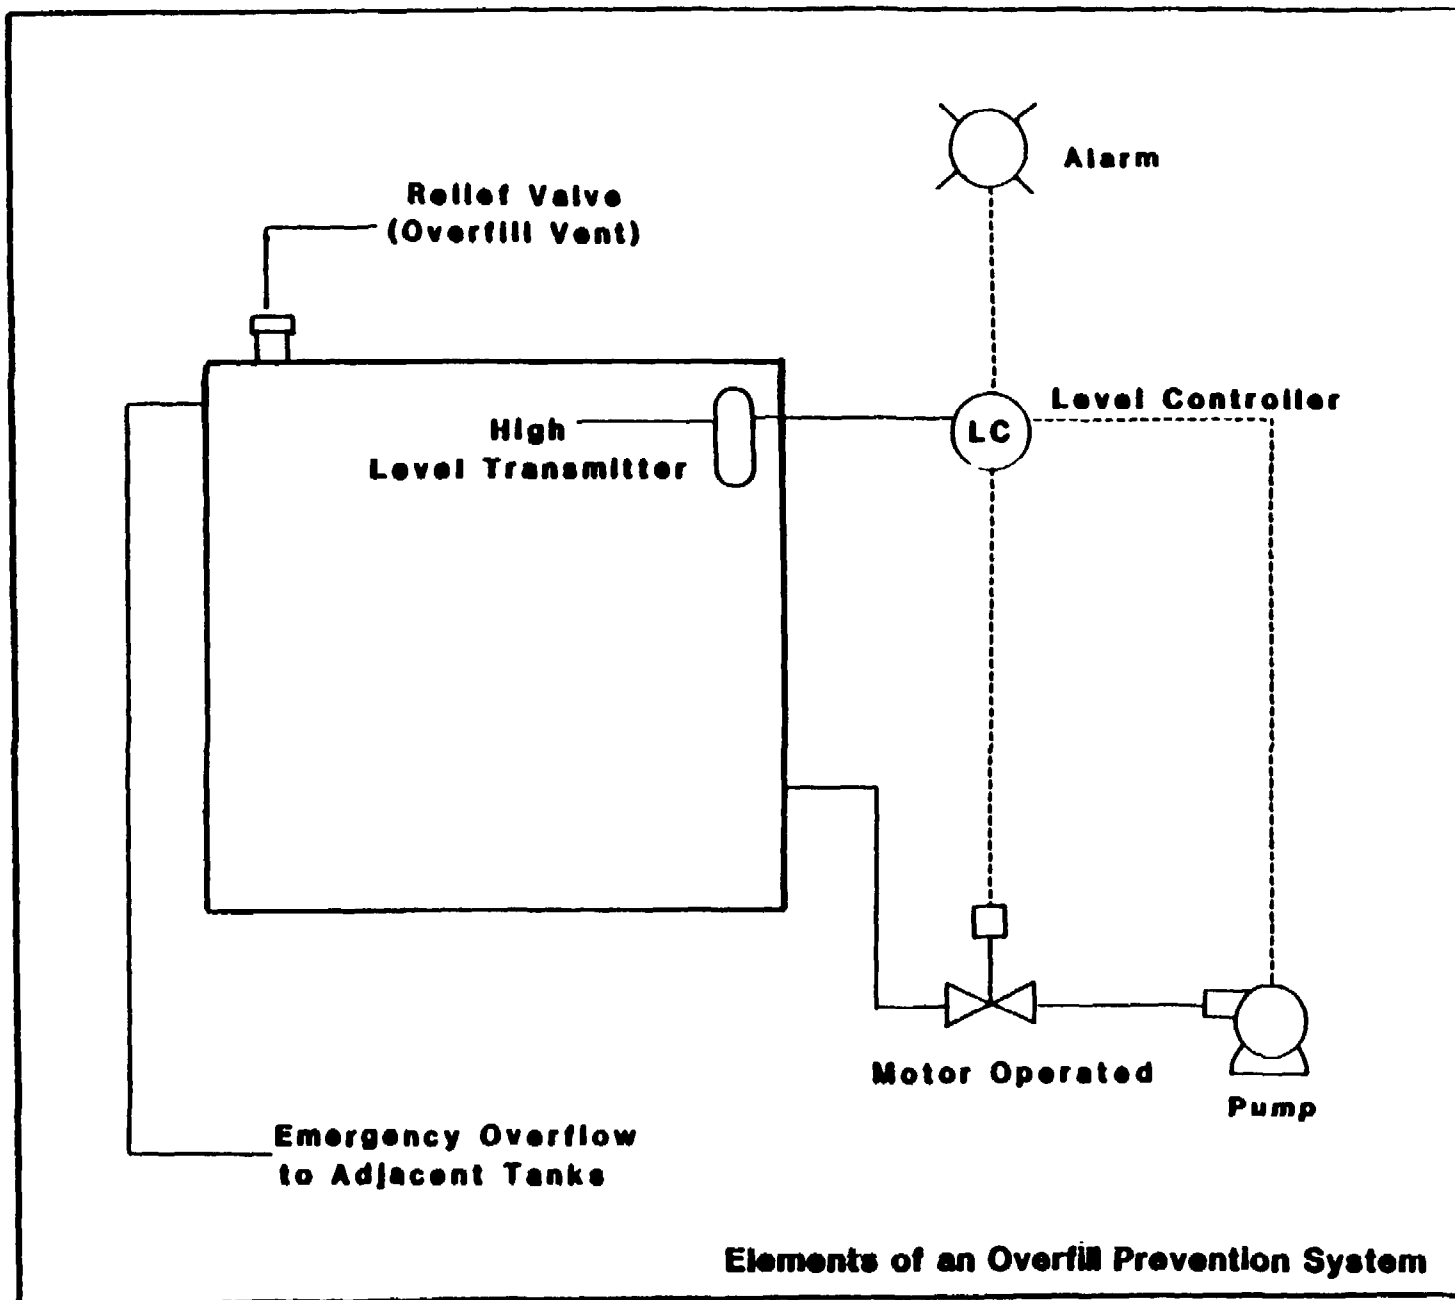 Alarm
Relief Valve
(Overfill Vent)
Level Controller
High
Level Transmitter
LC
Motor Operated
Pump
Emergency Overflow
to Adjacent Tanks
Elements of an Overfill Prevention System